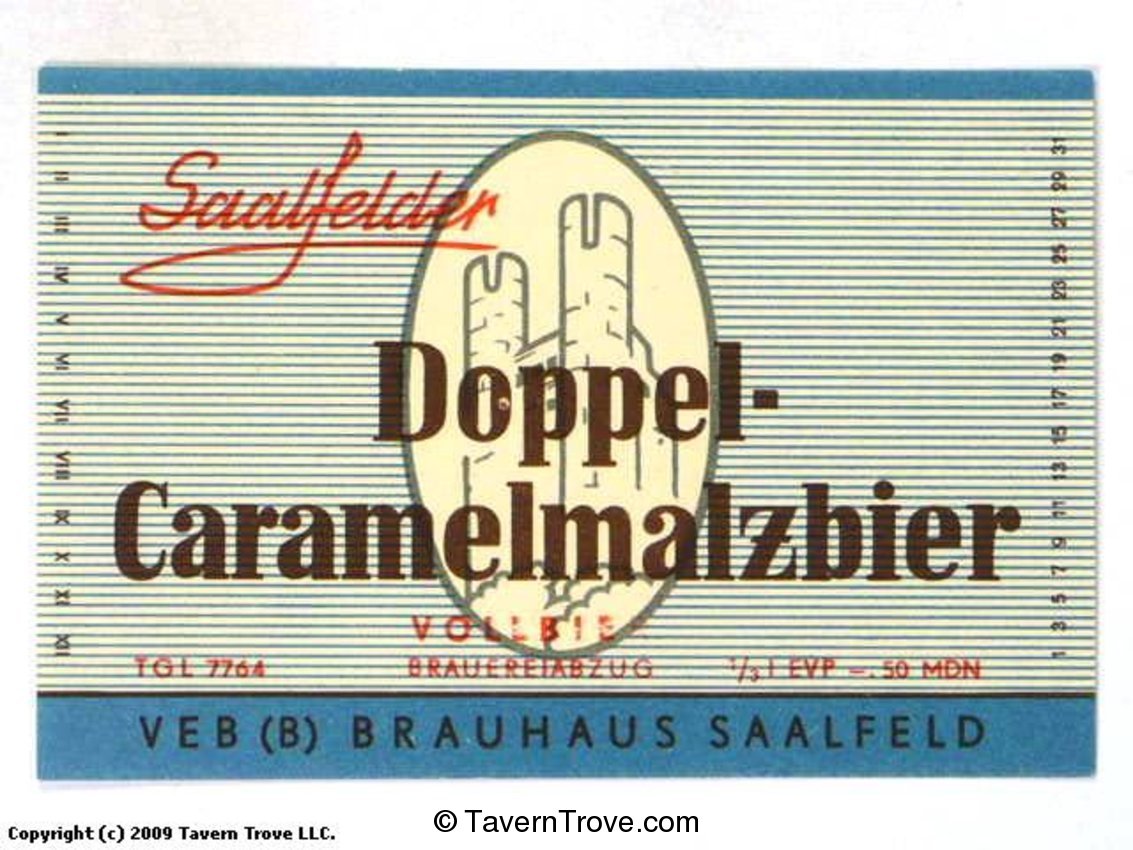 Saalfelder
Doppel-
Caramelmalzbier
VOLLBIER
TGL 7764 BRAUEREIABZUG 1/3 l EVP -.50 MDN
VEB (B) BRAUHAUS SAALFELD
I II III IV V VI VII VIII IX X XI XII
1 3 5 7 9 11 13 15 17 19 21 23 25 27 29 31
© TavernTrove.com
Copyright (c) 2009 Tavern Trove LLC.